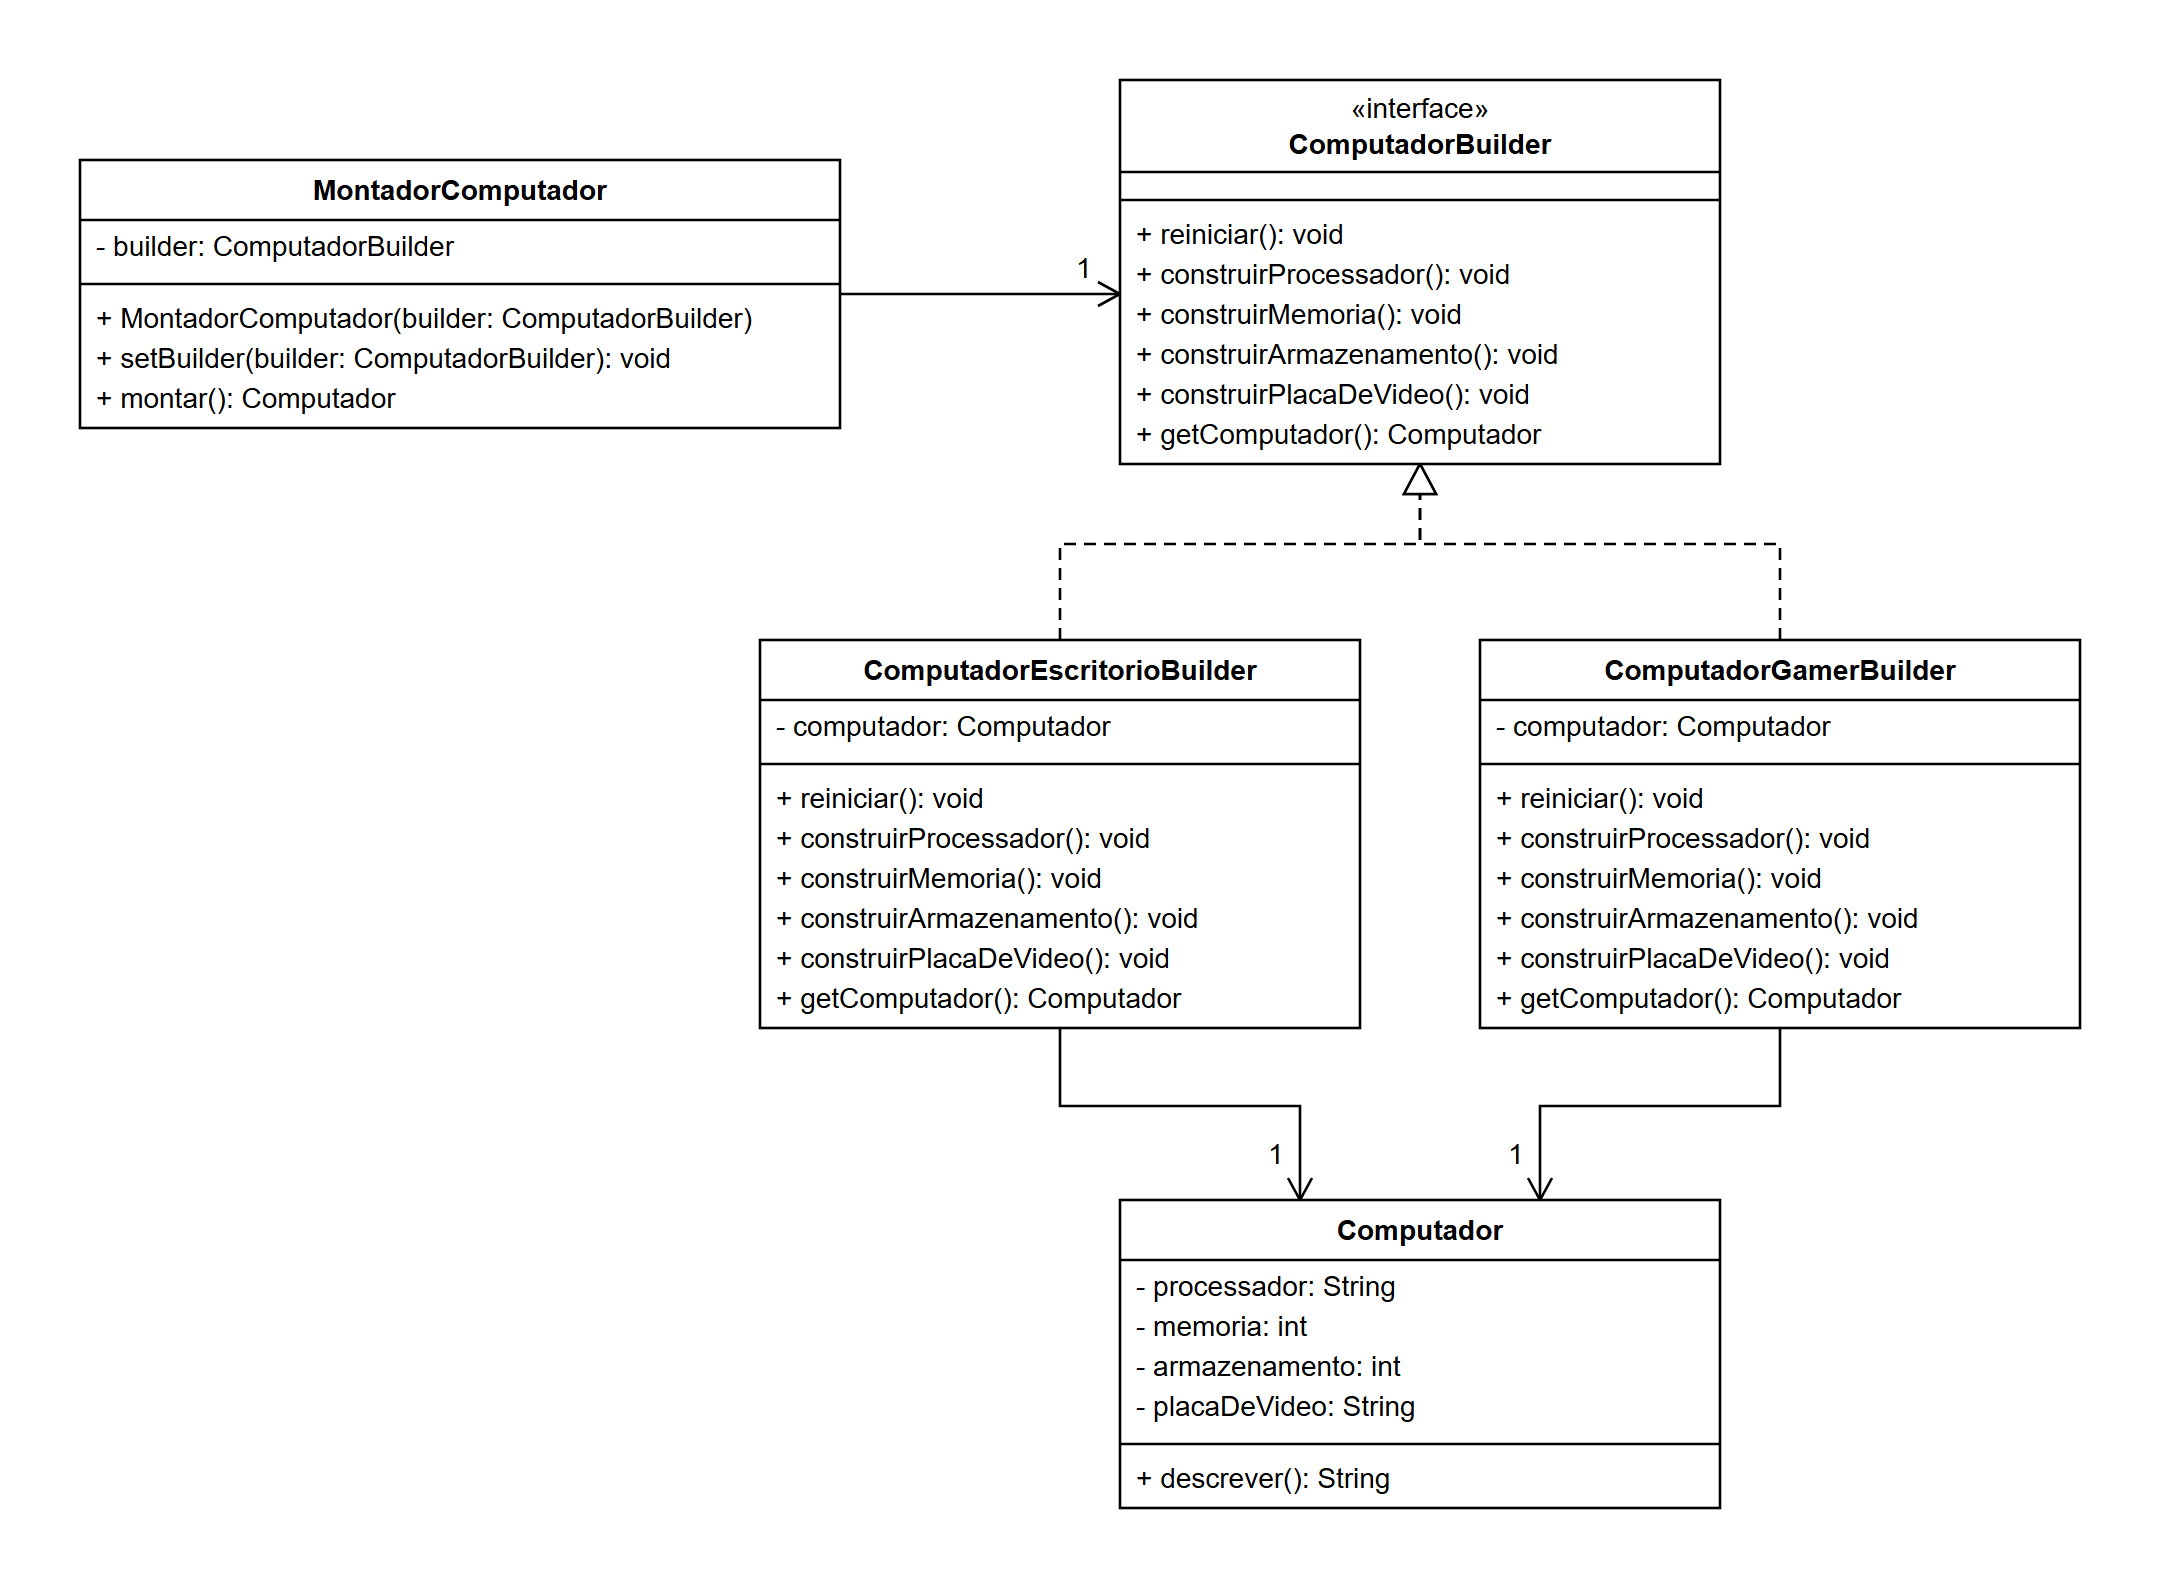 MontadorComputador
- builder: ComputadorBuilder
+ MontadorComputador(builder: ComputadorBuilder)
+ setBuilder(builder: ComputadorBuilder): void
+ montar(): Computador
1
«interface»
ComputadorBuilder
+ reiniciar(): void
+ construirProcessador(): void
+ construirMemoria(): void
+ construirArmazenamento(): void
+ construirPlacaDeVideo(): void
+ getComputador(): Computador
ComputadorEscritorioBuilder
- computador: Computador
+ reiniciar(): void
+ construirProcessador(): void
+ construirMemoria(): void
+ construirArmazenamento(): void
+ construirPlacaDeVideo(): void
+ getComputador(): Computador
ComputadorGamerBuilder
- computador: Computador
+ reiniciar(): void
+ construirProcessador(): void
+ construirMemoria(): void
+ construirArmazenamento(): void
+ construirPlacaDeVideo(): void
+ getComputador(): Computador
1
1
Computador
- processador: String
- memoria: int
- armazenamento: int
- placaDeVideo: String
+ descrever(): String